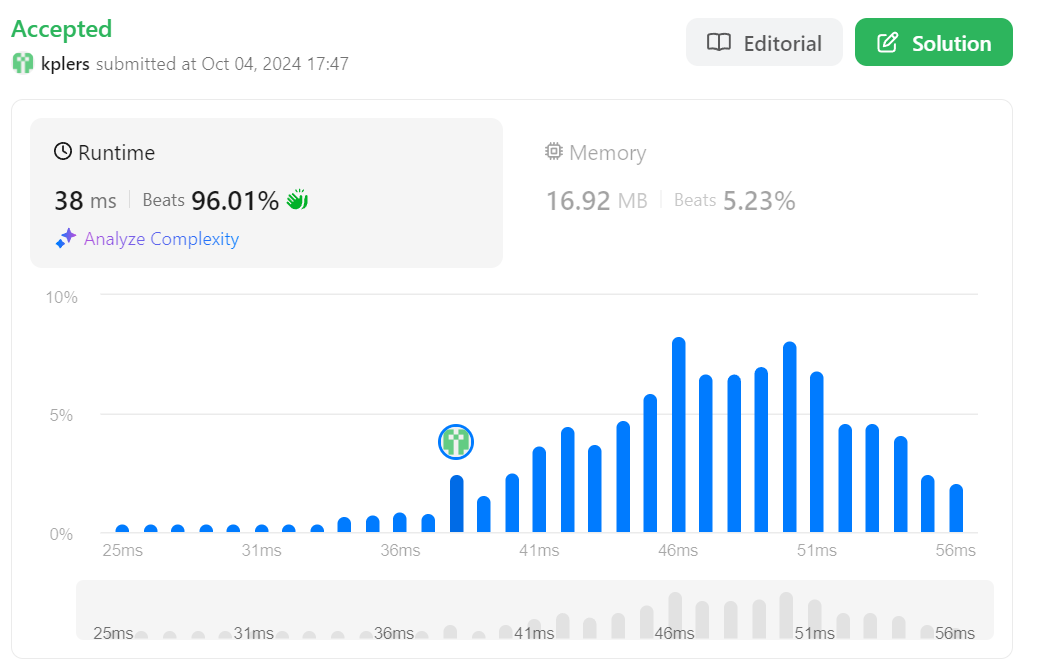 Accepted
Editorial
Solution
kplers submitted at Oct 04, 2024 17:47
Runtime
38 ms | Beats 96.01%
Analyze Complexity
Memory
16.92 MB | Beats 5.23%
10%
5%
0%
25ms 31ms 36ms 41ms 46ms 51ms 56ms
25ms 31ms 36ms 41ms 46ms 51ms 56ms